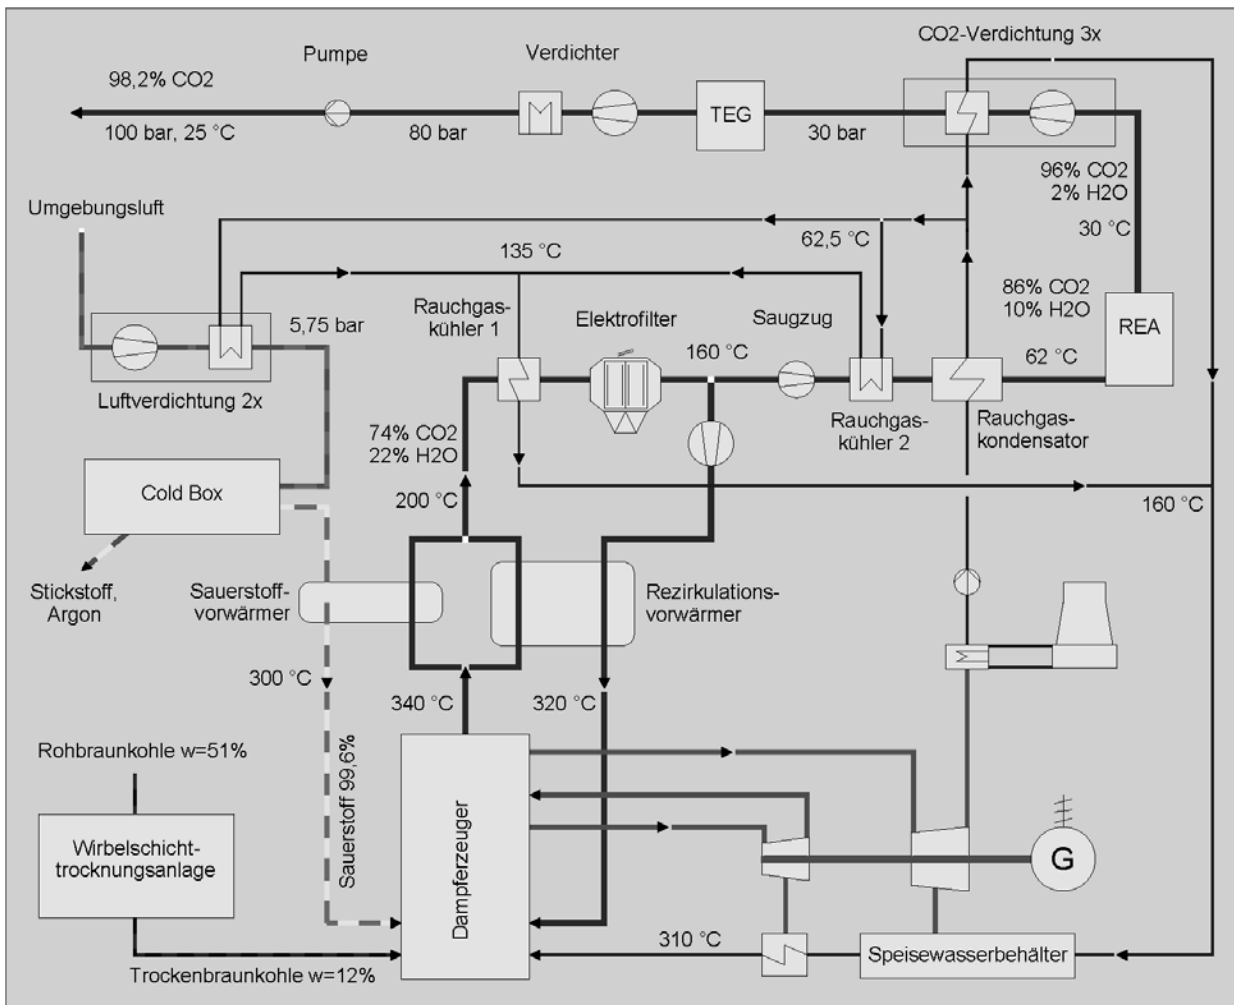 CO2-Verdichtung 3x
Pumpe
Verdichter
98,2% CO2
100 bar, 25 °C
80 bar
TEG
30 bar
96% CO2
2% H2O
30 °C
Umgebungsluft
62,5 °C
135 °C
86% CO2
10% H2O
REA
5,75 bar
Rauchgas-
kühler 1
Elektrofilter
Saugzug
160 °C
62 °C
Luftverdichtung 2x
Rauchgas-
kühler 2
Rauchgas-
kondensator
74% CO2
22% H2O
Cold Box
200 °C
160 °C
Stickstoff,
Argon
Sauerstoff-
vorwärmer
Rezirkulations-
vorwärmer
300 °C
340 °C
320 °C
Rohbraunkohle w=51%
Sauerstoff 99,6%
Wirbelschicht-
trocknungsanlage
Dampferzeuger
G
310 °C
Speisewasserbehälter
Trockenbraunkohle w=12%